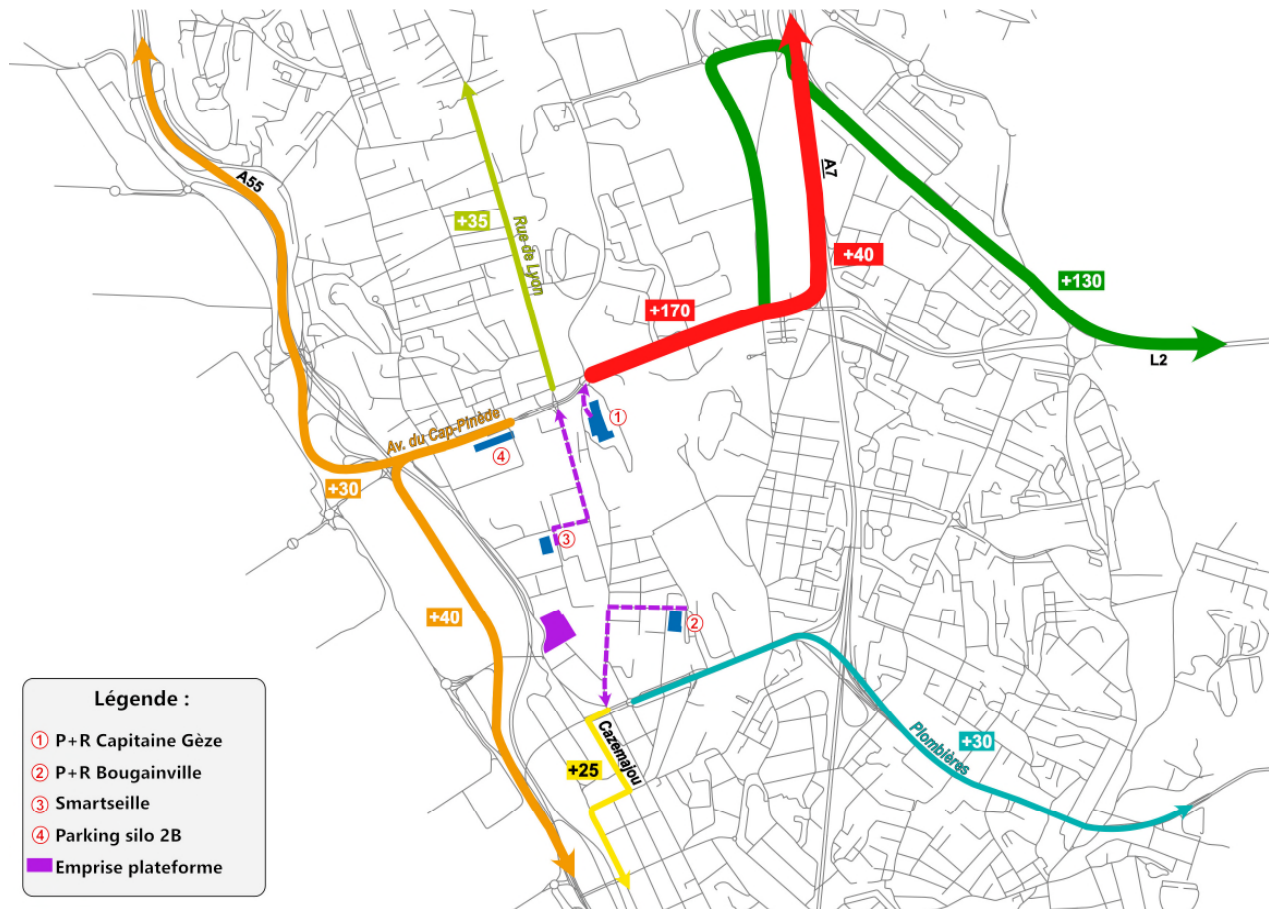 A55
+35
Rue de Lyon
A7
+40
+130
+170
L2
①
Av. du Cap-Pinède
④
+30
③
②
+40
Cazemajou
+25
Plombières
+30
Légende :
① P+R Capitaine Gèze
② P+R Bougainville
③ Smartseille
④ Parking silo 2B
Emprise plateforme